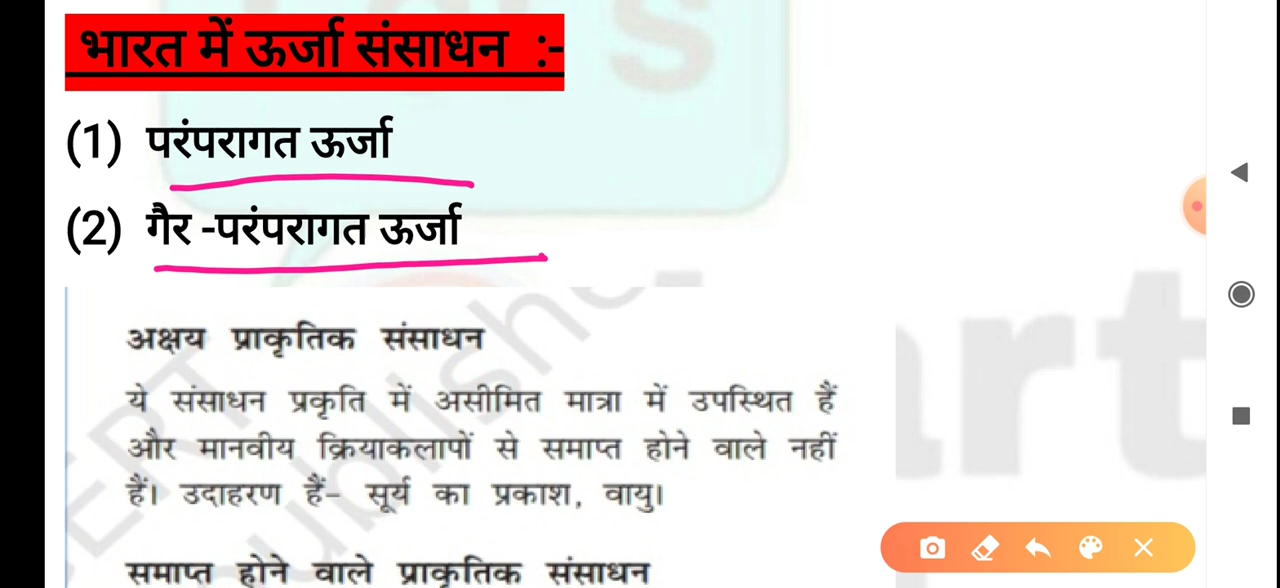 भारत में ऊर्जा संसाधन :-
(1) परंपरागत ऊर्जा
(2) गैर -परंपरागत ऊर्जा
अक्षय प्राकृतिक संसाधन
ये संसाधन प्रकृति में असीमित मात्रा में उपस्थित हैं
और मानवीय क्रियाकलापों से समाप्त होने वाले नहीं
हैं। उदाहरण हैं– सूर्य का प्रकाश, वायु।
समाप्त होने वाले प्राकृतिक संसाधन